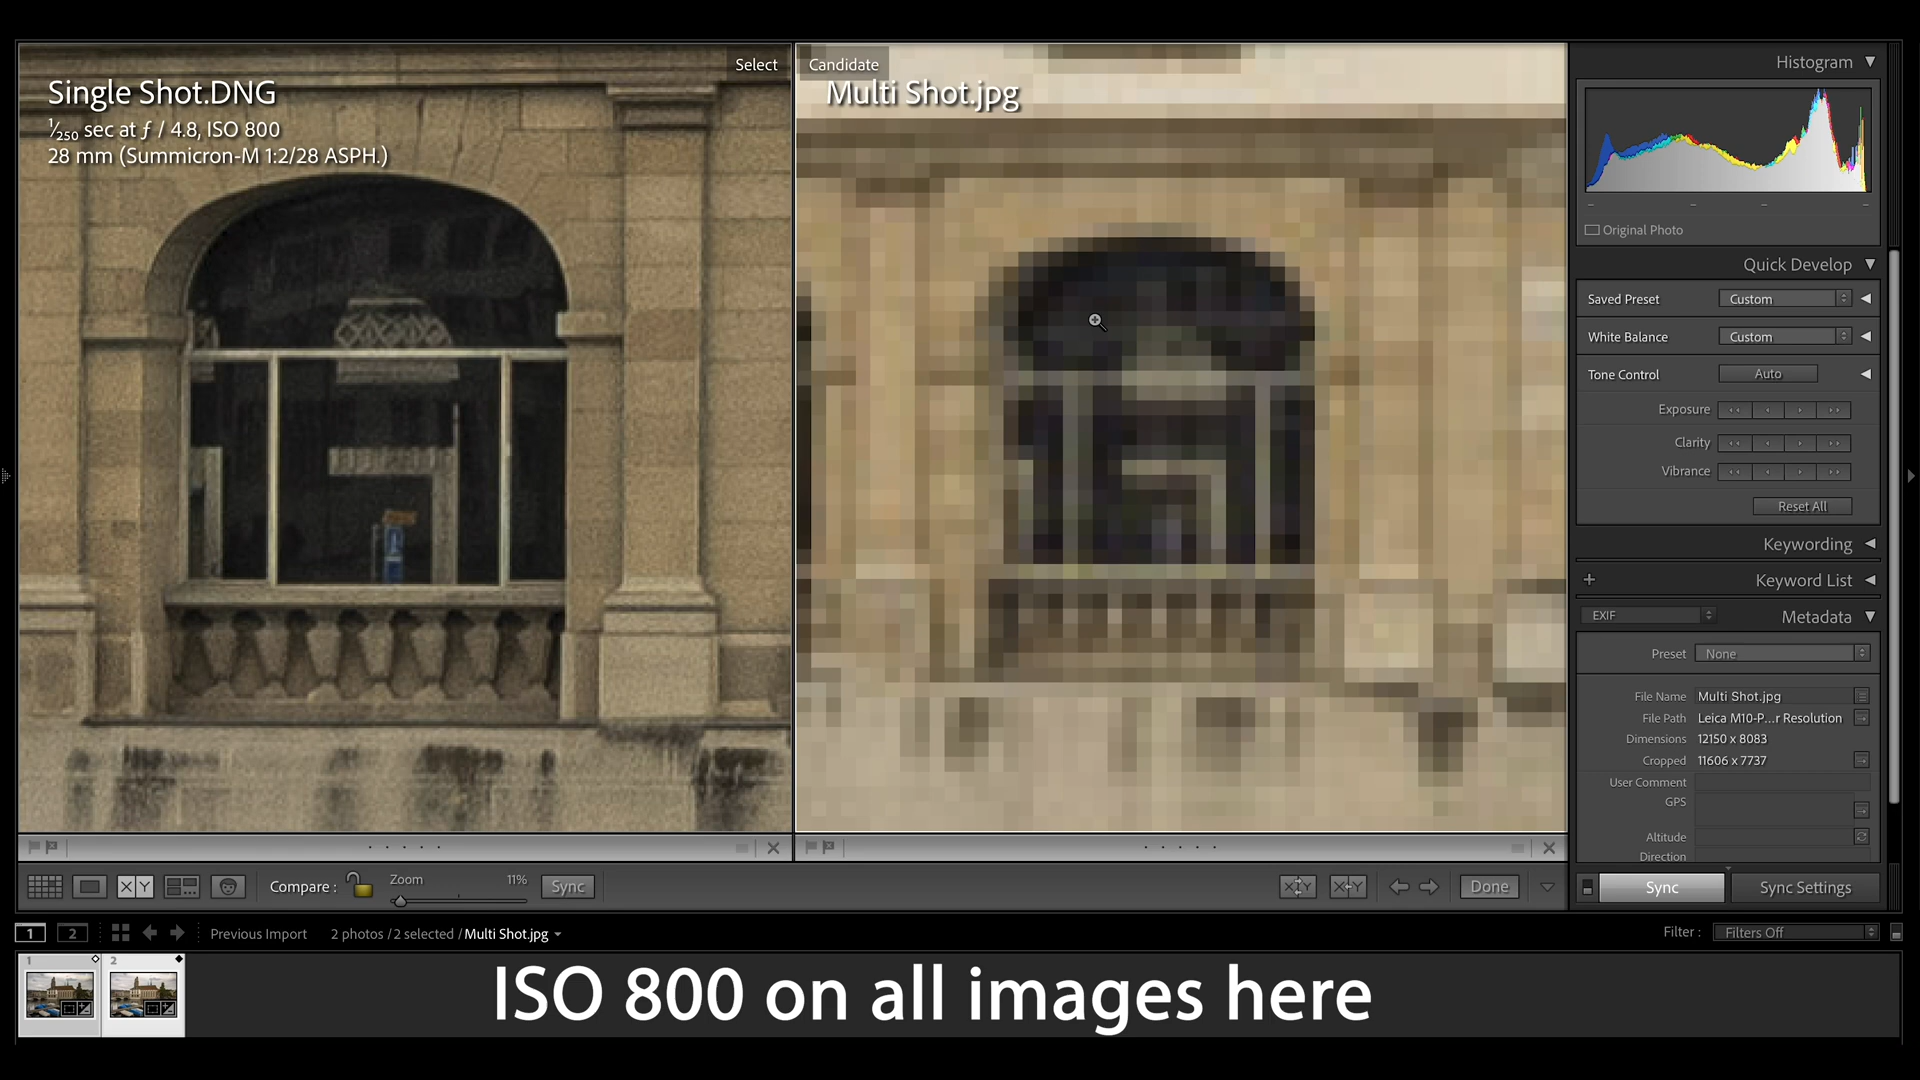 Select
Single Shot.DNG
1/250 sec at ƒ / 4.8, ISO 800
28 mm (Summicron-M 1:2/28 ASPH.)
Candidate
Multi Shot.jpg
Histogram
Original Photo
Quick Develop
Saved Preset Custom
White Balance Custom
Tone Control Auto
Exposure
Clarity
Vibrance
Reset All
Keywording
+ Keyword List
EXIF Metadata
Preset None
File Name Multi Shot.jpg
File Path Leica M10-P...r Resolution
Dimensions 12150 x 8083
Cropped 11606 x 7737
User Comment
GPS
Altitude
Direction
XY Compare : Zoom 11% Sync
XY XY Done
Sync Sync Settings
1 2 Previous Import 2 photos / 2 selected / Multi Shot.jpg
Filter : Filters Off
1 2
ISO 800 on all images here